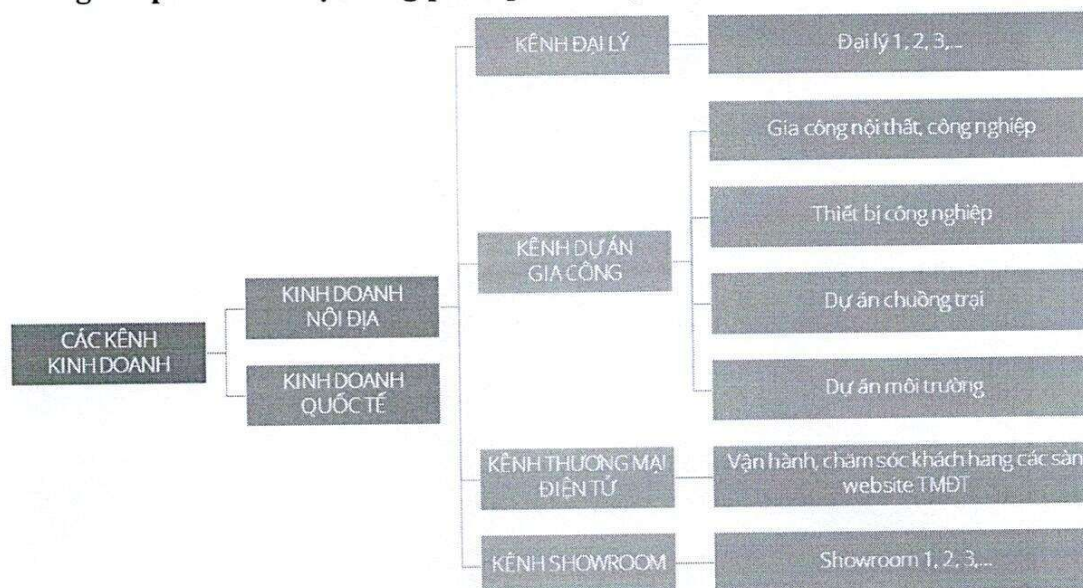 KÊNH ĐẠI LÝ
Đại lý 1, 2, 3,...
Gia công nội thất, công nghiệp
Thiết bị công nghiệp
KÊNH DỰ ÁN
GIA CÔNG
Dự án chuồng trại
Dự án môi trường
KINH DOANH
NỘI ĐỊA
CÁC KÊNH
KINH DOANH
KINH DOANH
QUỐC TẾ
KÊNH THƯƠNG MẠI
ĐIỆN TỬ
Vận hành, chăm sóc khách hang các sàn
website TMĐT
KÊNH SHOWROOM
Showroom 1, 2, 3,...